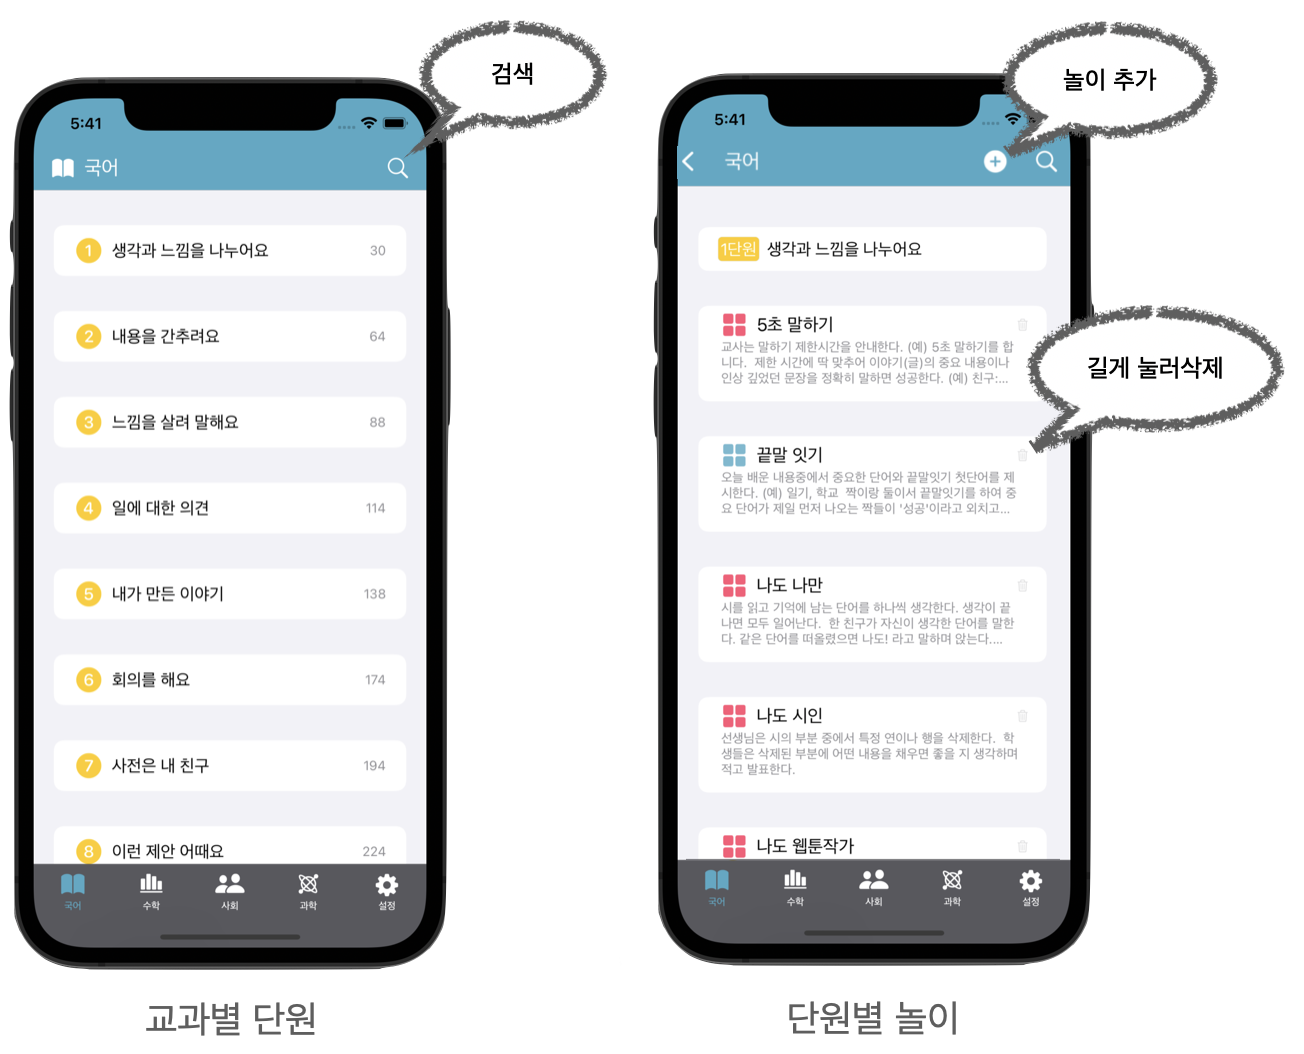 검색
5:41
국어
1 생각과 느낌을 나누어요 30
2 내용을 간추려요 64
3 느낌을 살려 말해요 88
4 일에 대한 의견 114
5 내가 만든 이야기 138
6 회의를 해요 174
7 사전은 내 친구 194
8 이런 제안 어때요 224
국어 수학 사회 과학 설정
교과별 단원
놀이 추가
5:41
국어
1단원 생각과 느낌을 나누어요
5초 말하기
교사는 말하기 제한시간을 안내한다. (예) 5초 말하기를 합
니다. 제한 시간에 딱 맞추어 이야기(글)의 중요 내용이나
인상 깊었던 문장을 정확히 말하면 성공한다. (예) 친구:...
길게 눌러삭제
끝말 잇기
오늘 배운 내용중에서 중요한 단어와 끝말잇기 첫단어를 제
시한다. (예) 일기, 학교 짝이랑 둘이서 끝말잇기를 하여 중
요 단어가 제일 먼저 나오는 짝들이 '성공'이라고 외치고...
나도 나만
시를 읽고 기억에 남는 단어를 하나씩 생각한다. 생각이 끝
나면 모두 일어난다. 한 친구가 자신이 생각한 단어를 말한
다. 같은 단어를 떠올렸으면 나도! 라고 말하며 앉는다....
나도 시인
선생님은 시의 부분 중에서 특정 연이나 행을 삭제한다. 학
생들은 삭제된 부분에 어떤 내용을 채우면 좋을 지 생각하며
적고 발표한다.
나도 웹툰작가
국어 수학 사회 과학 설정
단원별 놀이